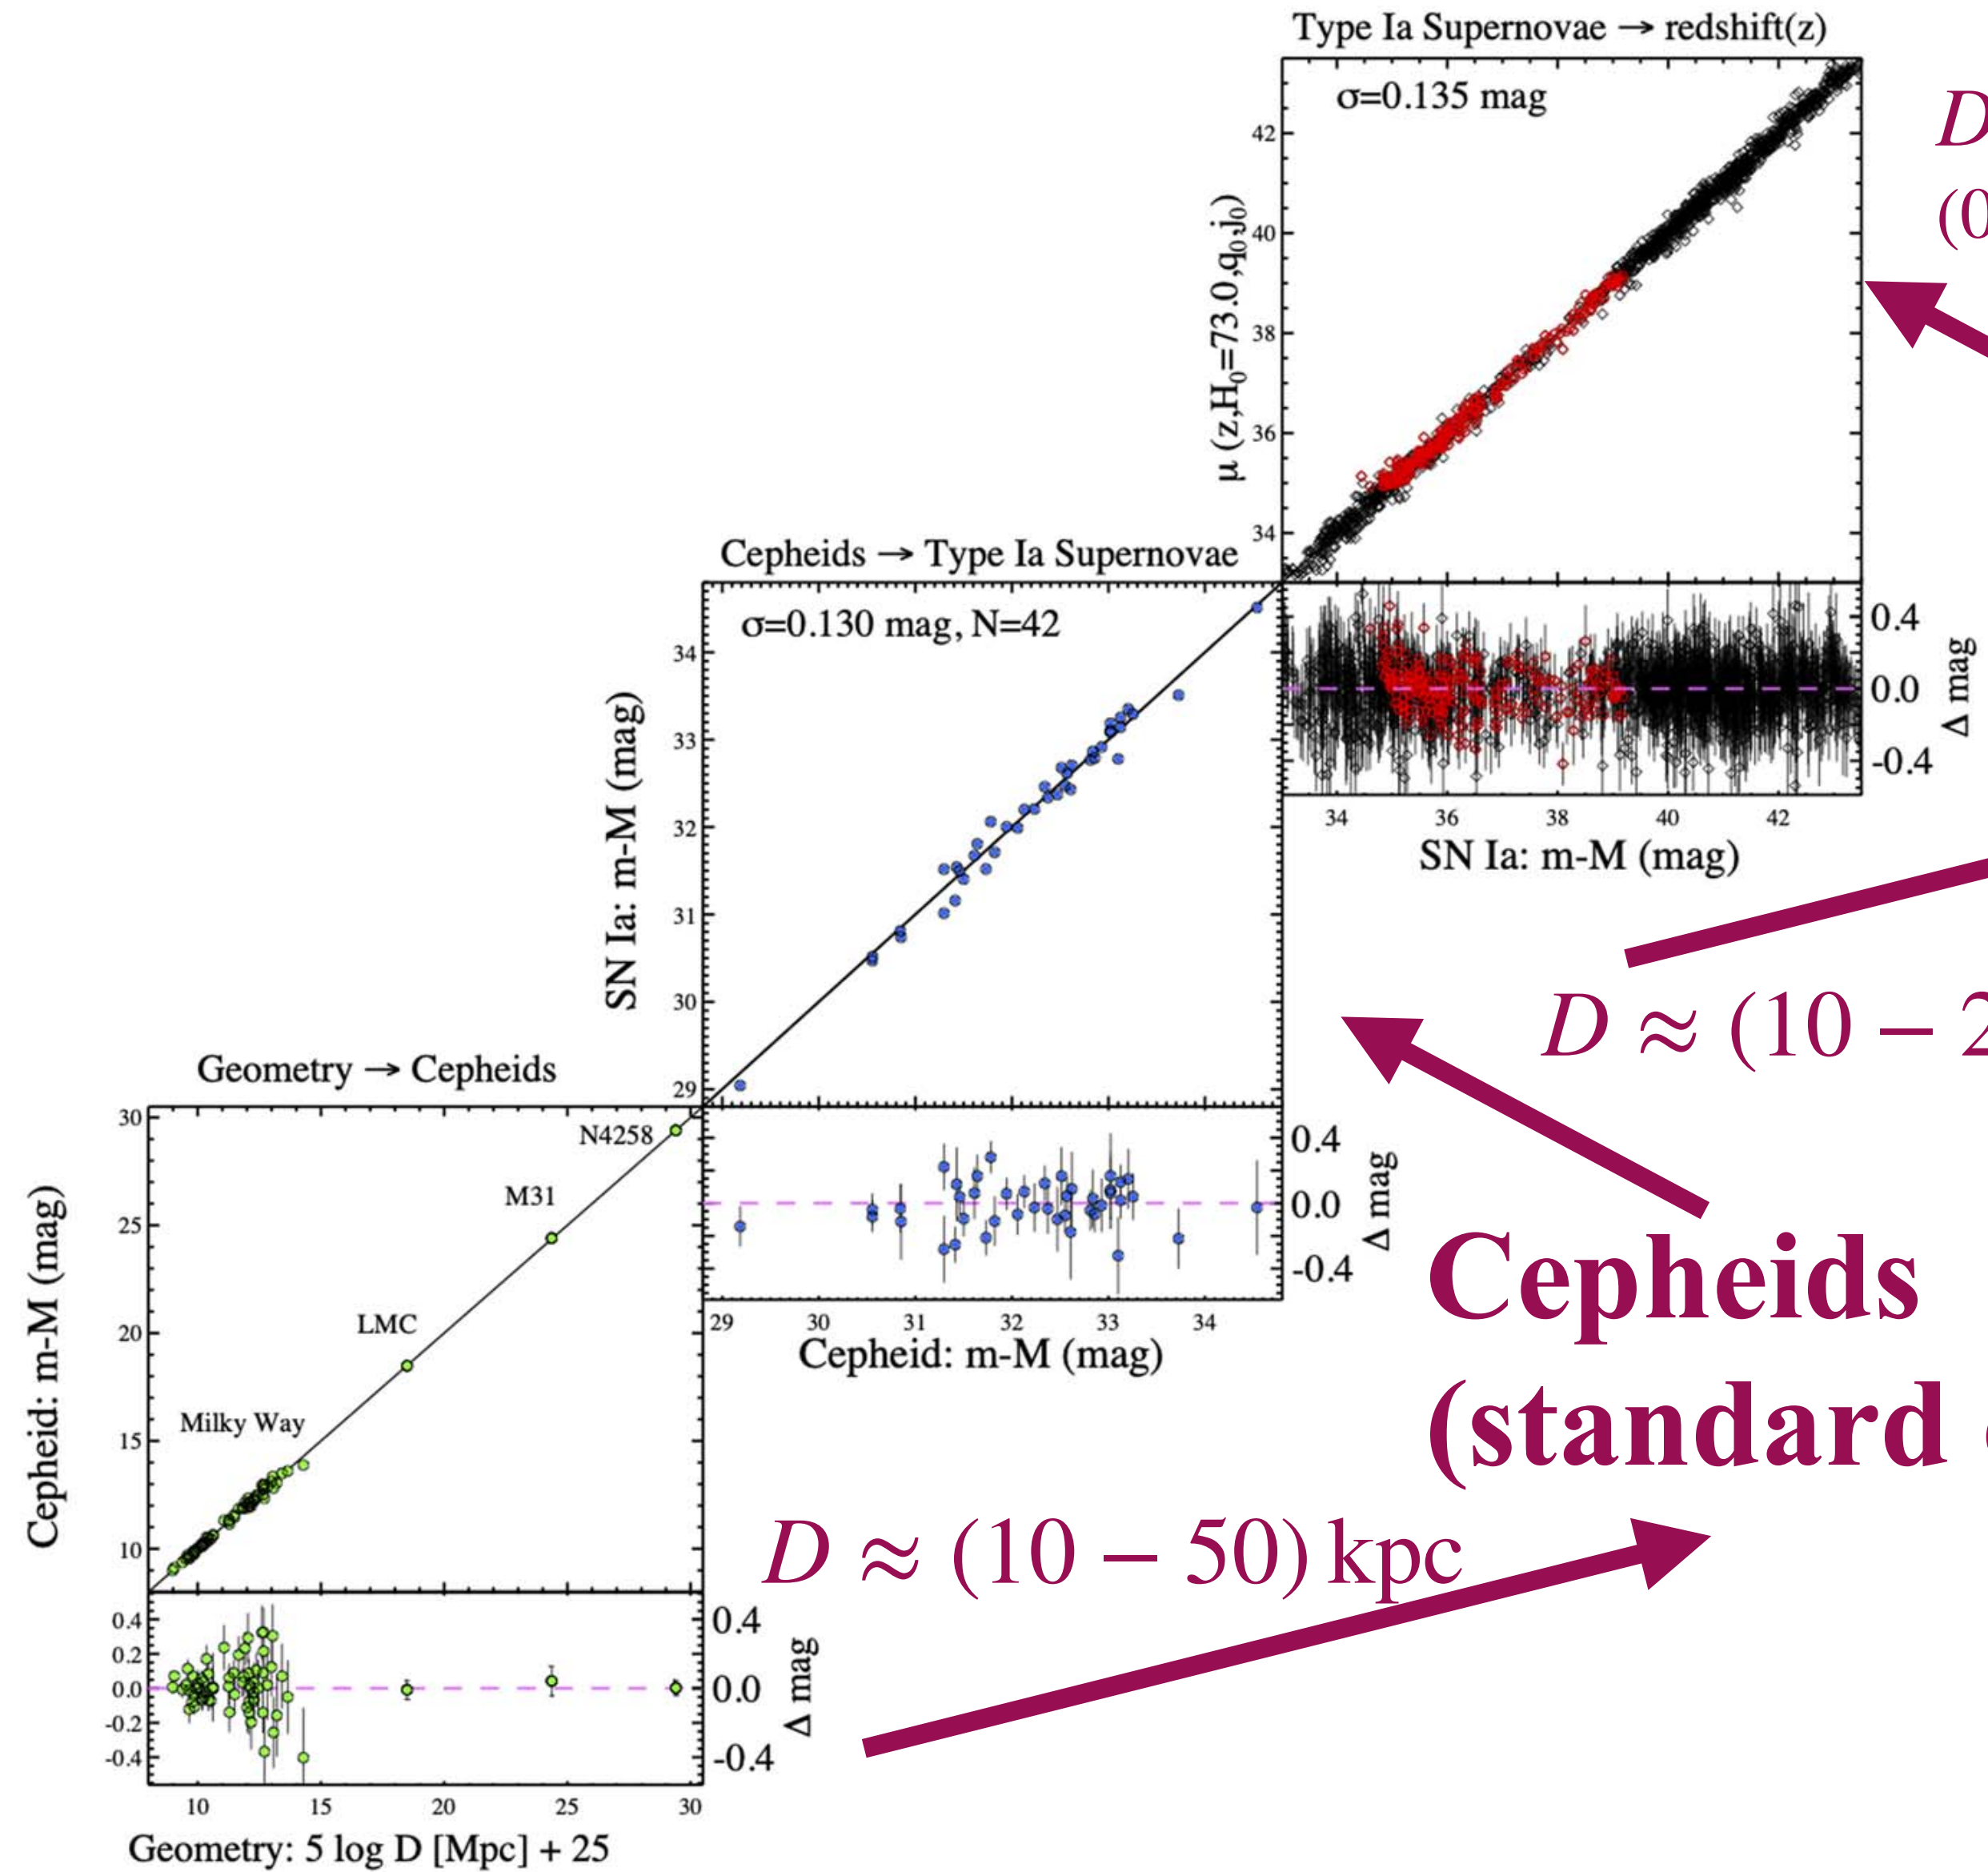 Type Ia Supernovae → redshift(z)
σ=0.135 mag
42
40
38
36
34
μ (z,H₀=73.0,q₀,j₀)
0.4
0.0
-0.4
Δ mag
34 36 38 40 42
SN Ia: m-M (mag)
D
(0
Cepheids → Type Ia Supernovae
σ=0.130 mag, N=42
34
33
32
31
30
29
SN Ia: m-M (mag)
0.4
0.0
-0.4
Δ mag
29 30 31 32 33 34
Cepheid: m-M (mag)
D ≈ (10 − 2
Cepheids
(standard
Geometry → Cepheids
30
25
20
15
10
Cepheid: m-M (mag)
N4258
M31
LMC
Milky Way
D ≈ (10 − 50) kpc
0.4
0.2
0.0
-0.2
-0.4
0.4
0.0
-0.4
Δ mag
10 15 20 25 30
Geometry: 5 log D [Mpc] + 25